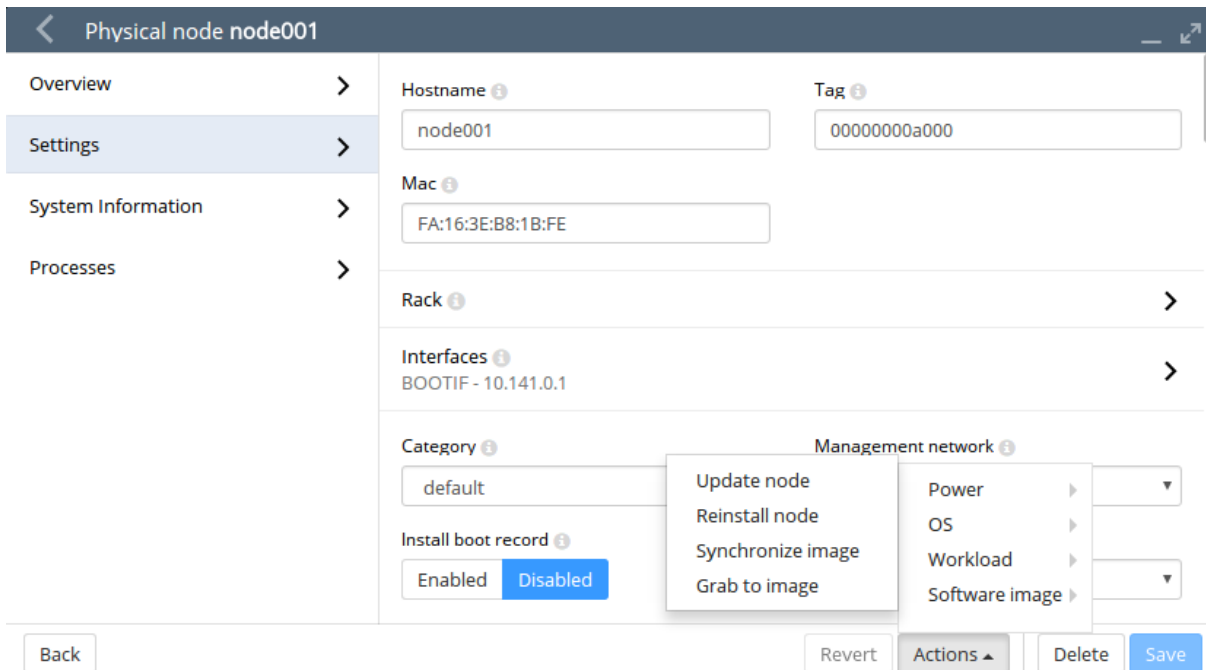 Physical node node001
Overview
Settings
System Information
Processes
Hostname
Tag
node001
00000000a000
Mac
FA:16:3E:B8:1B:FE
Rack
Interfaces
BOOTIF - 10.141.0.1
Category
Management network
default
Install boot record
Enabled
Disabled
Update node
Reinstall node
Synchronize image
Grab to image
Power
OS
Workload
Software image
Back
Revert
Actions
Delete
Save